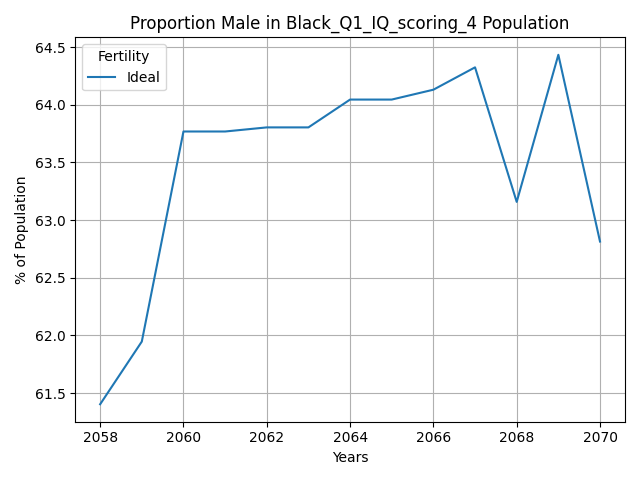 Proportion Male in Black_Q1_IQ_scoring_4 Population
64.5
64.0
63.5
63.0
62.5
62.0
61.5
% of Population
Fertility
Ideal
2058 2060 2062 2064 2066 2068 2070
Years